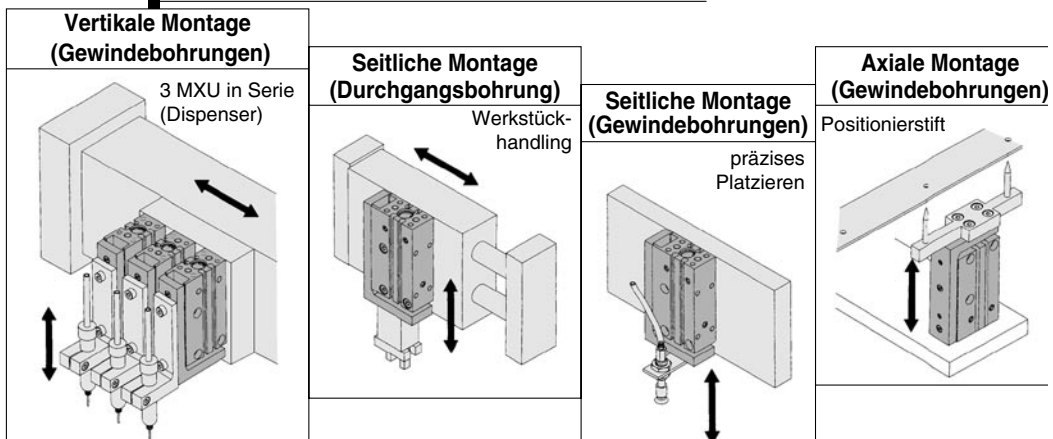 Vertikale Montage
(Gewindebohrungen)
3 MXU in Serie
(Dispenser)
Seitliche Montage
(Durchgangsbohrung)
Werkstück-
handling
Seitliche Montage
(Gewindebohrungen)
präzises
Platzieren
Axiale Montage
(Gewindebohrungen)
Positionierstift